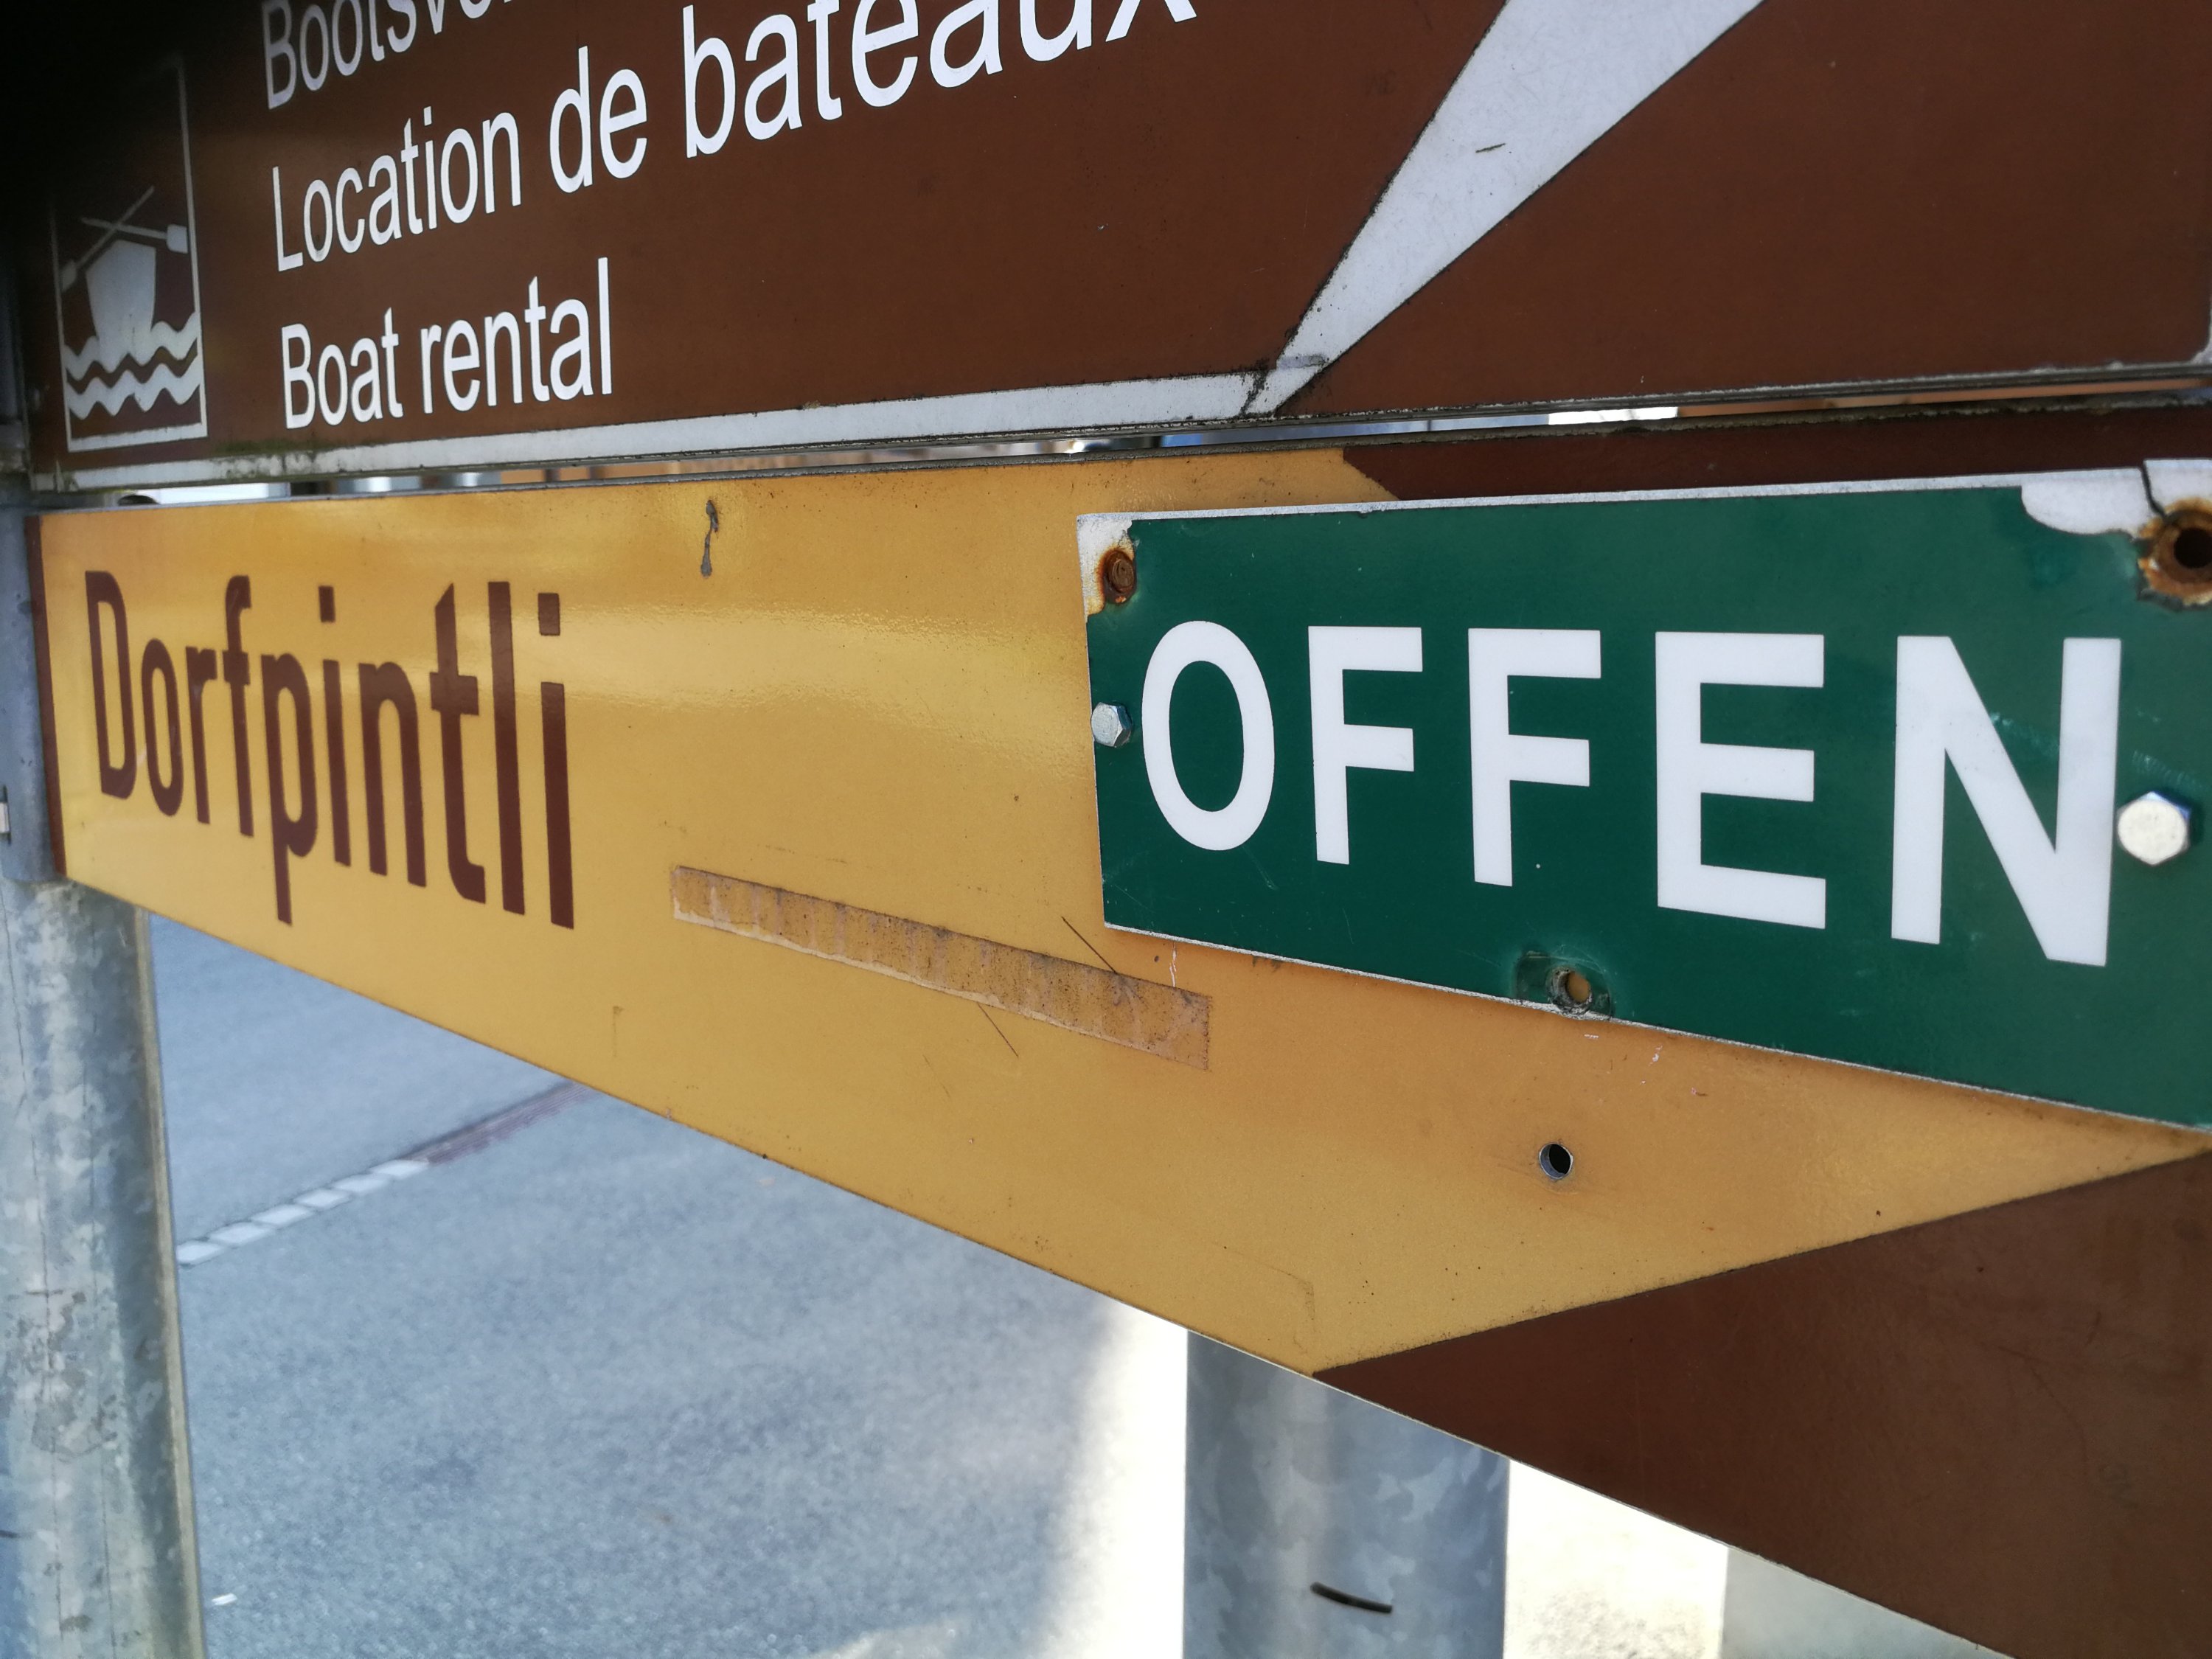 Location de bateaux
Boat rental
Dorfpintli
OFFEN